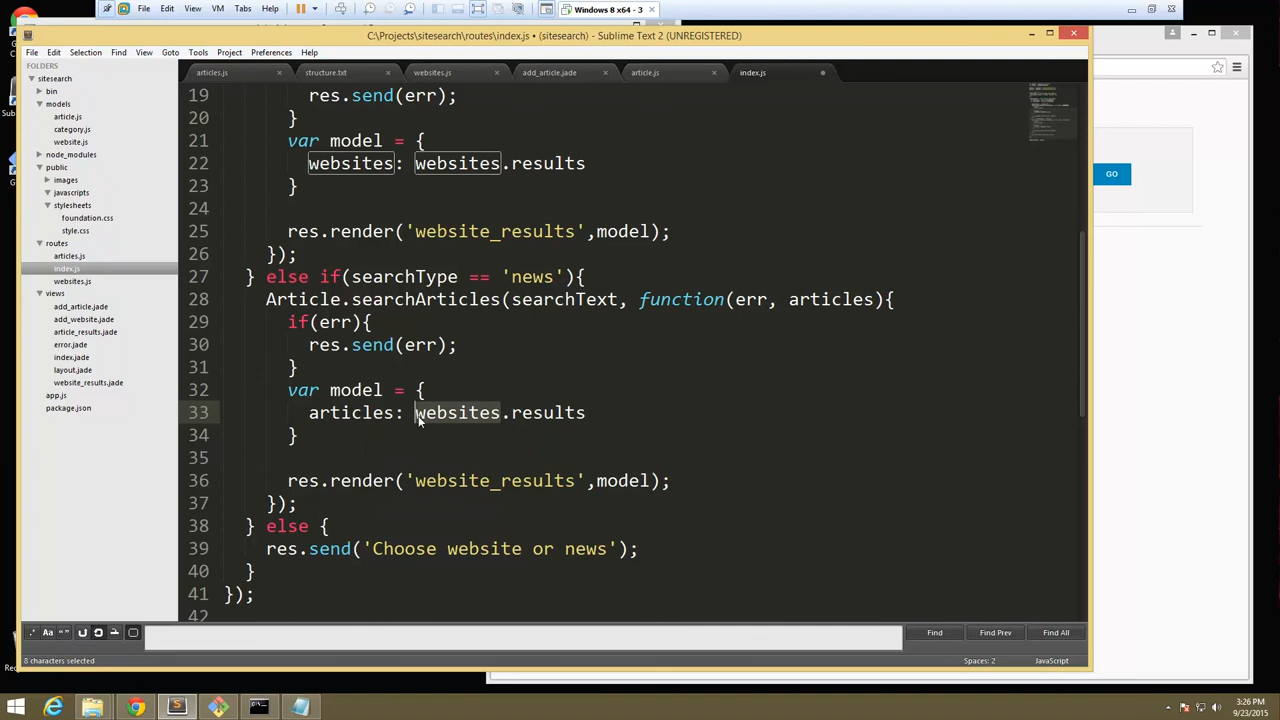 File Edit View VM Tabs Help Windows 8 x64 - 3
C:\Projects\sitesearch\routes\index.js • (sitesearch) - Sublime Text 2 (UNREGISTERED)
File Edit Selection Find View Goto Tools Project Preferences Help
FOLDERS
sitesearch
bin
models
article.js
category.js
website.js
node_modules
public
images
javascripts
stylesheets
foundation.css
style.css
routes
articles.js
index.js
websites.js
views
add_article.jade
add_website.jade
article_results.jade
error.jade
index.jade
layout.jade
website_results.jade
app.js
package.json
articles.js structure.txt websites.js add_article.jade article.js index.js
19 res.send(err);
20 }
21 var model = {
22 websites: websites.results
23 }
24
25 res.render('website_results',model);
26 });
27 } else if(searchType == 'news'){
28 Article.searchArticles(searchText, function(err, articles){
29 if(err){
30 res.send(err);
31 }
32 var model = {
33 articles: websites.results
34 }
35
36 res.render('website_results',model);
37 });
38 } else {
39 res.send('Choose website or news');
40 }
41 });
42
GO
.* Aa “ ” Find Find Prev Find All
8 characters selected Spaces: 2 JavaScript
3:26 PM
9/23/2015